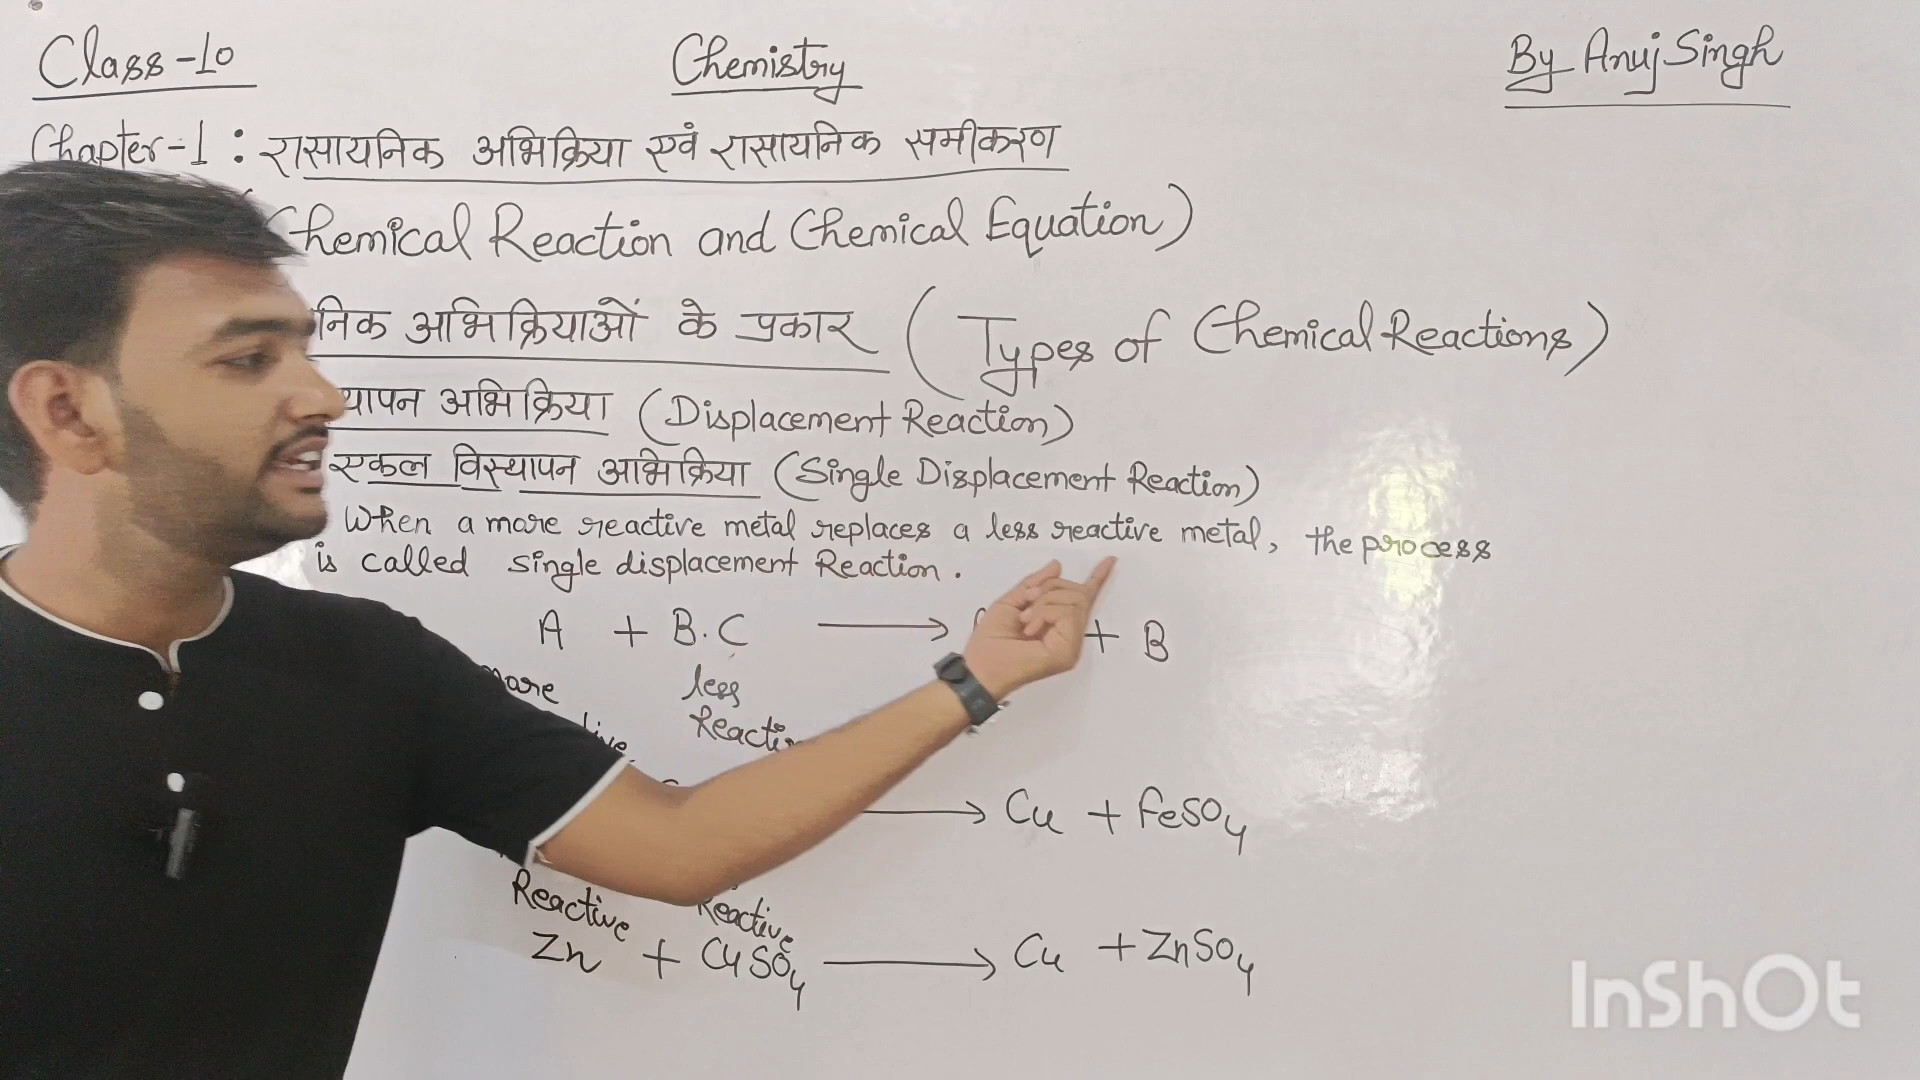 Class-10
Chemistry
By Anuj Singh
Chapter-1 : रासायनिक अभिक्रिया एवं रासायनिक समीकरण
Chemical Reaction and Chemical Equation)
निक अभिक्रियाओं के प्रकार (Types of Chemical Reactions)
थापन अभिक्रिया (Displacement Reaction)
एकल विस्थापन अभिक्रिया (Single Displacement Reaction)
When a more reactive metal replaces a less reactive metal, the process
is called single displacement Reaction.
A + B.C ⟶ + B
more less
Reacti
⟶ Cu + FeSO4
Reactive Reactive
Zn + CuSO4 ⟶ Cu + ZnSO4
InShOt